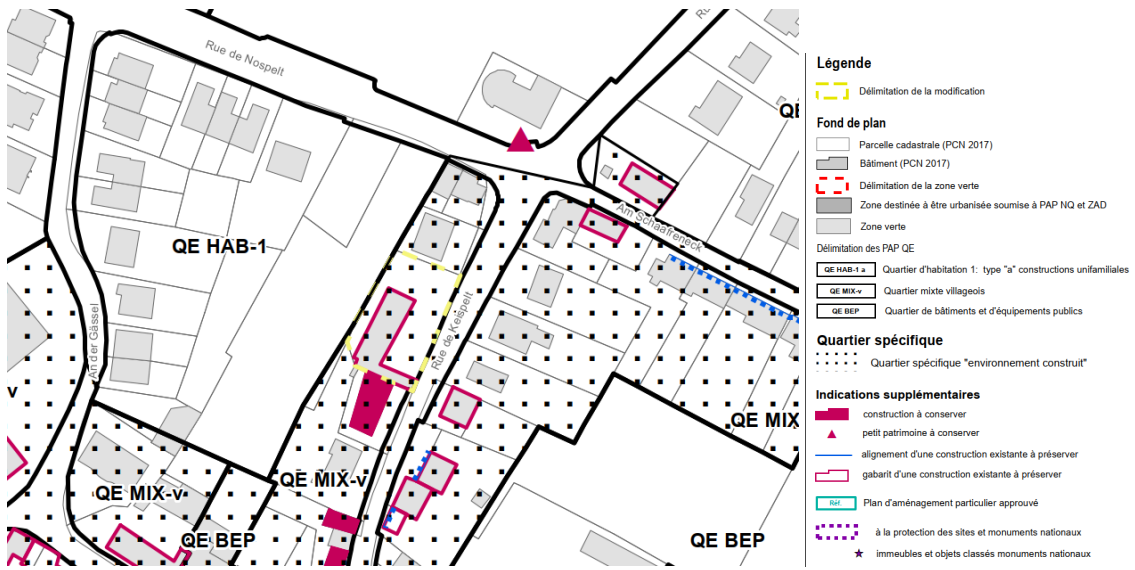 Rue de Nospelt
Ru
QE
QE HAB-1
Am Schaafreneck
An der Gässel
Rue de Keispelt
v
QE MIX
QE MIX-v
QE MIX-v
QE BEP
QE BEP
Légende
Délimitation de la modification
Fond de plan
Parcelle cadastrale (PCN 2017)
Bâtiment (PCN 2017)
Délimitation de la zone verte
Zone destinée à être urbanisée soumise à PAP NQ et ZAD
Zone verte
Délimitation des PAP QE
QE HAB-1 a Quartier d'habitation 1: type "a" constructions unifamiliales
QE MIX-v Quartier mixte villageois
QE BEP Quartier de bâtiments et d'équipements publics
Quartier spécifique
Quartier spécifique "environnement construit"
Indications supplémentaires
construction à conserver
petit patrimoine à conserver
alignement d'une construction existante à préserver
gabarit d'une construction existante à préserver
Réf. Plan d'aménagement particulier approuvé
à la protection des sites et monuments nationaux
immeubles et objets classés monuments nationaux